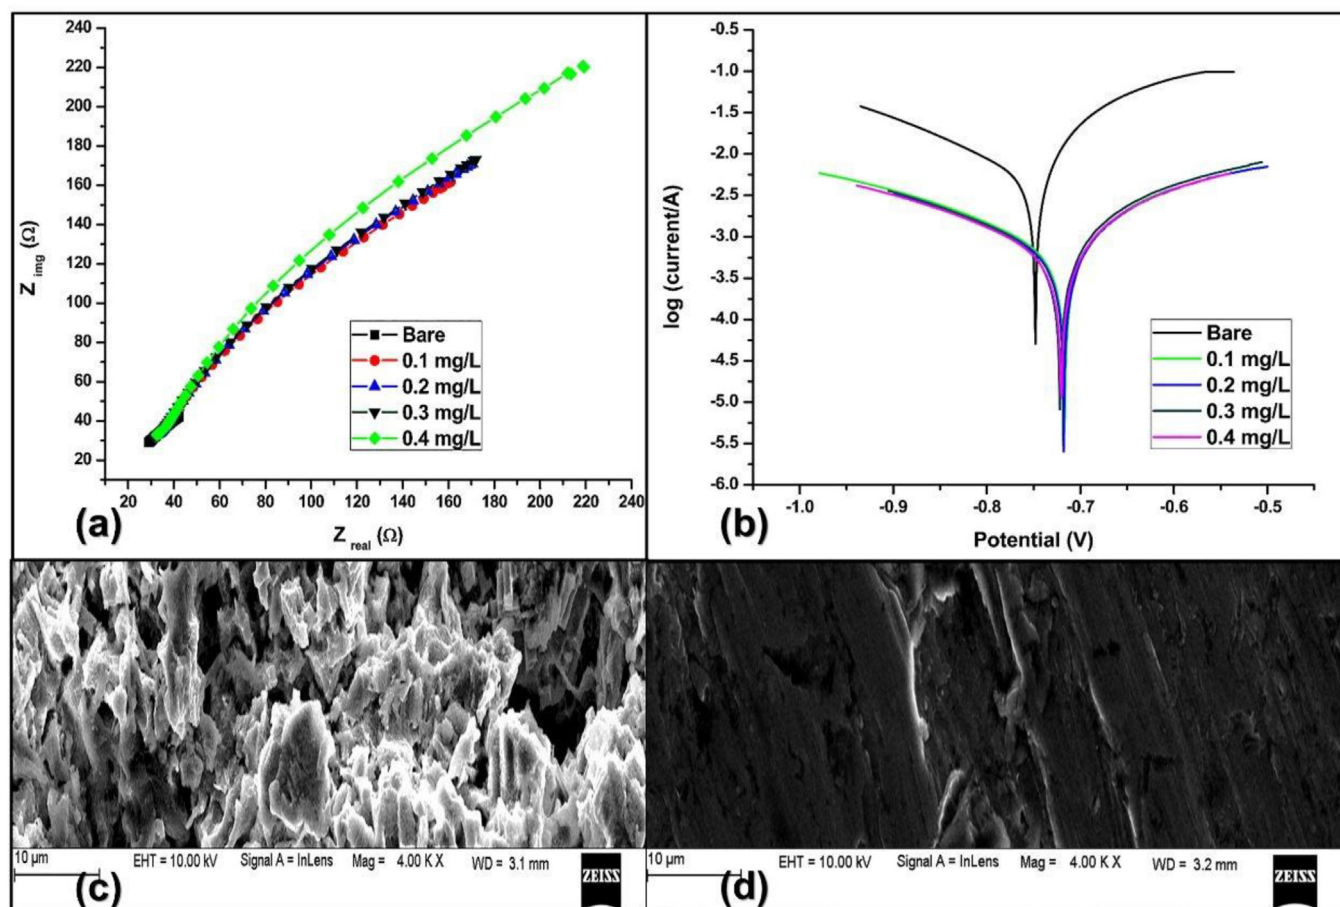 240
220
200
180
160
140
120
100
80
60
40
20
Z img (Ω)
Bare
0.1 mg/L
0.2 mg/L
0.3 mg/L
0.4 mg/L
20 40 60 80 100 120 140 160 180 200 220 240
(a)
Z real (Ω)
-0.5
-1.0
-1.5
-2.0
-2.5
-3.0
-3.5
-4.0
-4.5
-5.0
-5.5
-6.0
log (current/A)
Bare
0.1 mg/L
0.2 mg/L
0.3 mg/L
0.4 mg/L
-1.0 -0.9 -0.8 -0.7 -0.6 -0.5
(b)
Potential (V)
10 µm EHT = 10.00 kV Signal A = InLens Mag = 4.00 K X WD = 3.1 mm
ZEISS
(c)
10 µm EHT = 10.00 kV Signal A = InLens Mag = 4.00 K X WD = 3.2 mm
ZEISS
(d)